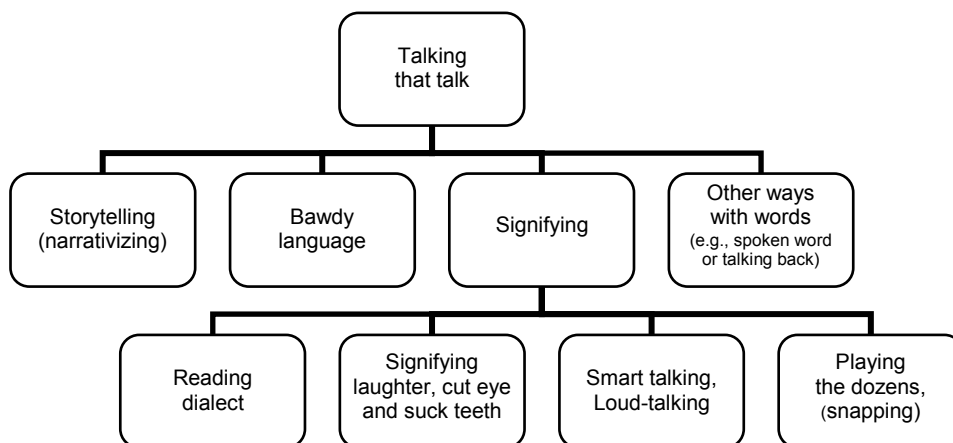 Talking
that talk
Storytelling
(narrativizing)
Bawdy
language
Signifying
Other ways
with words
(e.g., spoken word
or talking back)
Reading
dialect
Signifying
laughter, cut eye
and suck teeth
Smart talking,
Loud-talking
Playing
the dozens,
(snapping)